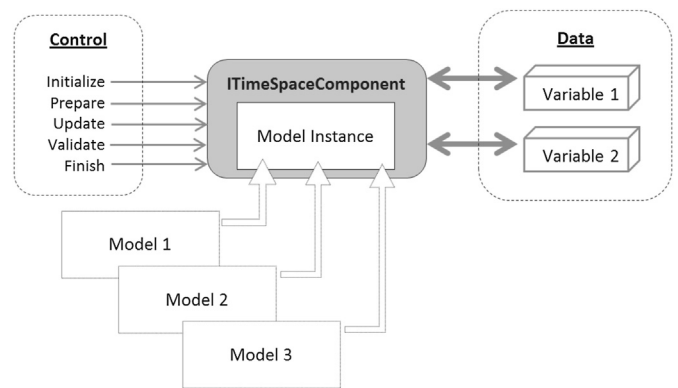 Control
Initialize
Prepare
Update
Validate
Finish
ITimeSpaceComponent
Model Instance
Data
Variable 1
Variable 2
Model 1
Model 2
Model 3